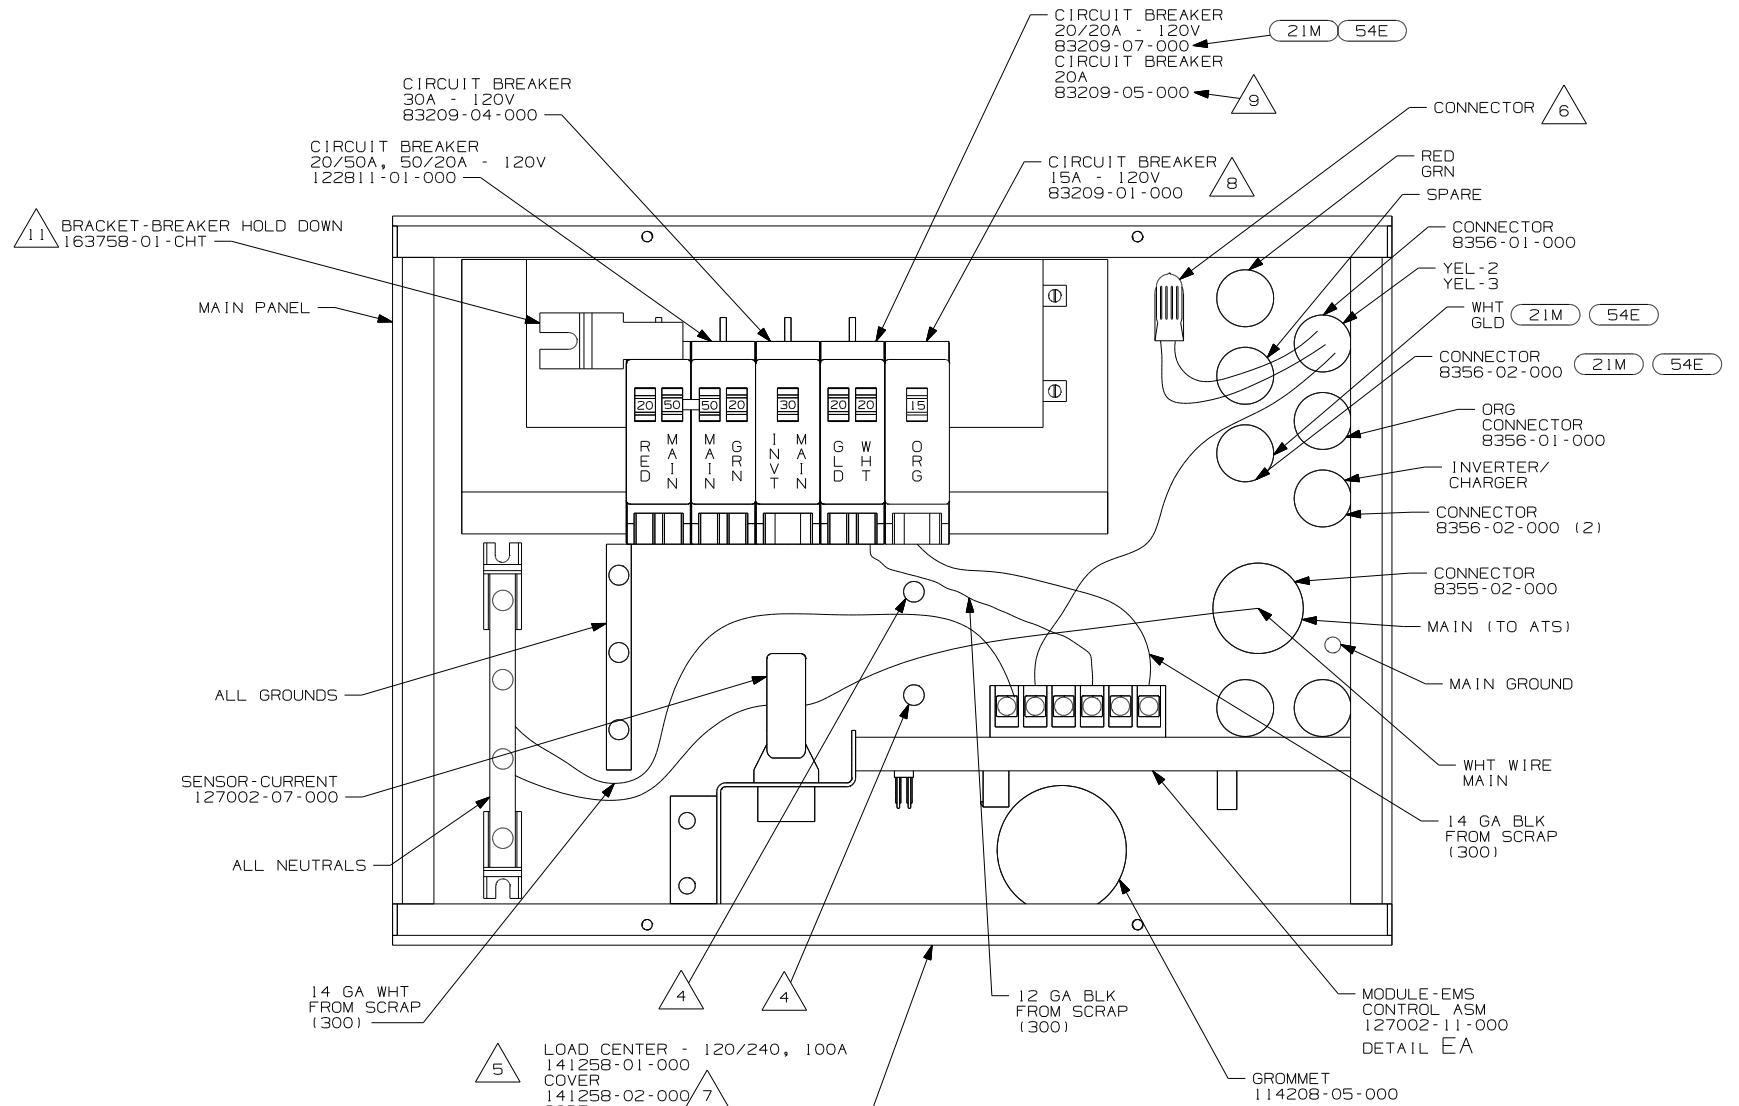 CIRCUIT BREAKER
20/20A - 120V
83209-07-000
21M
54E
CIRCUIT BREAKER
20A
83209-05-000
9
CIRCUIT BREAKER
30A - 120V
83209-04-000
CONNECTOR
6
CIRCUIT BREAKER
20/50A, 50/20A - 120V
122811-01-000
CIRCUIT BREAKER
15A - 120V
83209-01-000
8
RED
GRN
SPARE
11
BRACKET-BREAKER HOLD DOWN
163758-01-CHT
CONNECTOR
8356-01-000
YEL-2
YEL-3
MAIN PANEL
WHT
GLD
21M
54E
CONNECTOR
8356-02-000
21M
54E
20
50
50
20
30
20
20
15
RED
MAIN
MAIN
GRN
INVT
MAIN
GLD
WHT
ORG
ORG
CONNECTOR
8356-01-000
INVERTER/
CHARGER
CONNECTOR
8356-02-000 (2)
CONNECTOR
8355-02-000
MAIN (TO ATS)
ALL GROUNDS
MAIN GROUND
SENSOR-CURRENT
127002-07-000
WHT WIRE
MAIN
14 GA BLK
FROM SCRAP
(300)
ALL NEUTRALS
14 GA WHT
FROM SCRAP
(300)
4
4
12 GA BLK
FROM SCRAP
(300)
MODULE-EMS
CONTROL ASM
127002-11-000
DETAIL EA
5
LOAD CENTER - 120/240, 100A
141258-01-000
COVER
141258-02-000
7
GROMMET
114208-05-000